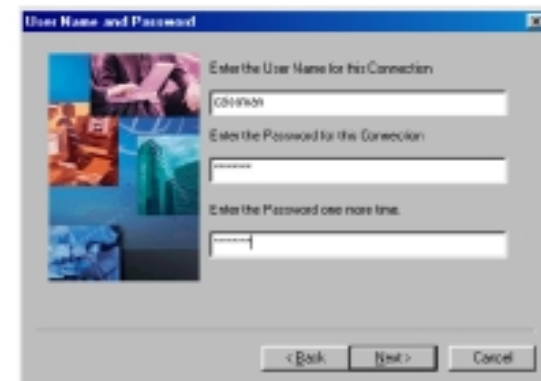 User Name and Password
Enter the User Name for this Connection
Enter the Password for this Connection
*******
Enter the Password one more time.
*******
< Back
Next >
Cancel